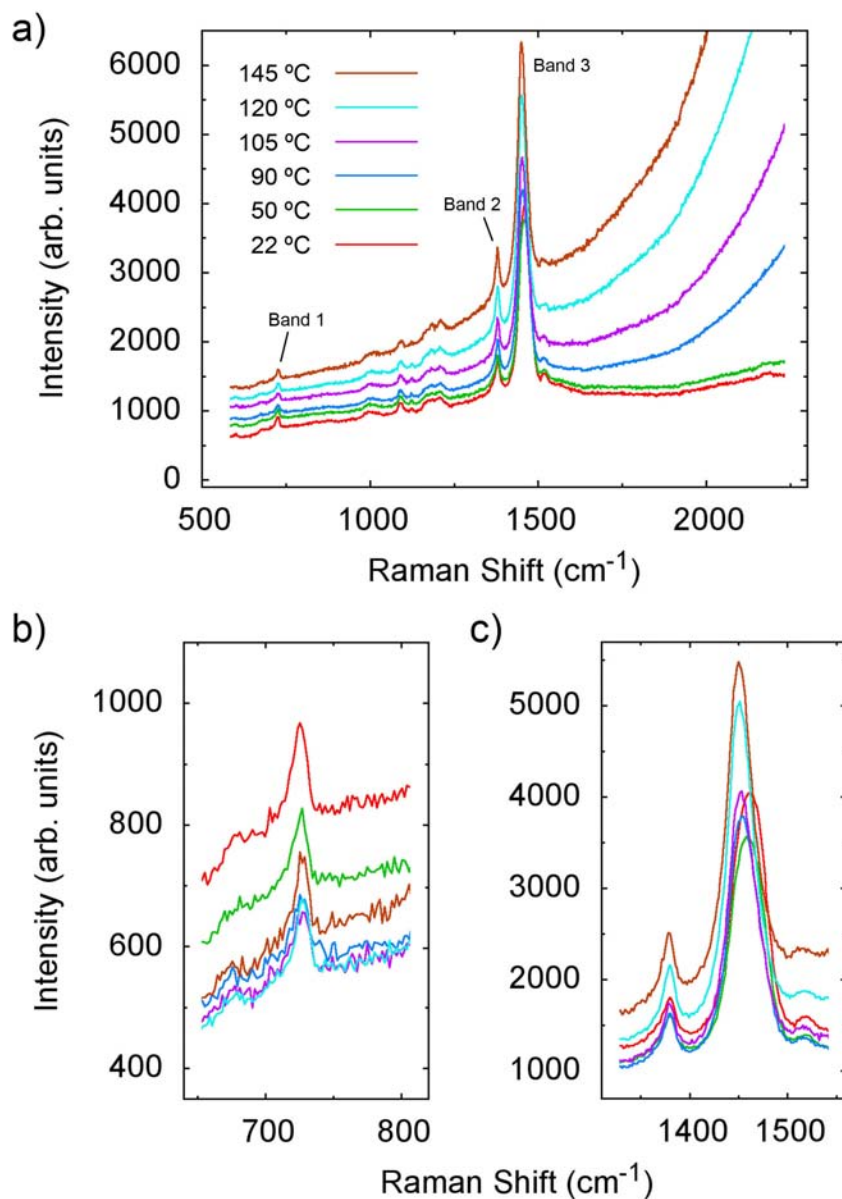 a)
6000
5000
4000
3000
2000
1000
0
Intensity (arb. units)
145 ºC
120 ºC
105 ºC
90 ºC
50 ºC
22 ºC
Band 3
Band 2
Band 1
500 1000 1500 2000
Raman Shift (cm-1)
b)
1000
800
600
400
Intensity (arb. units)
700 800
c)
5000
4000
3000
2000
1000
1400 1500
Raman Shift (cm-1)